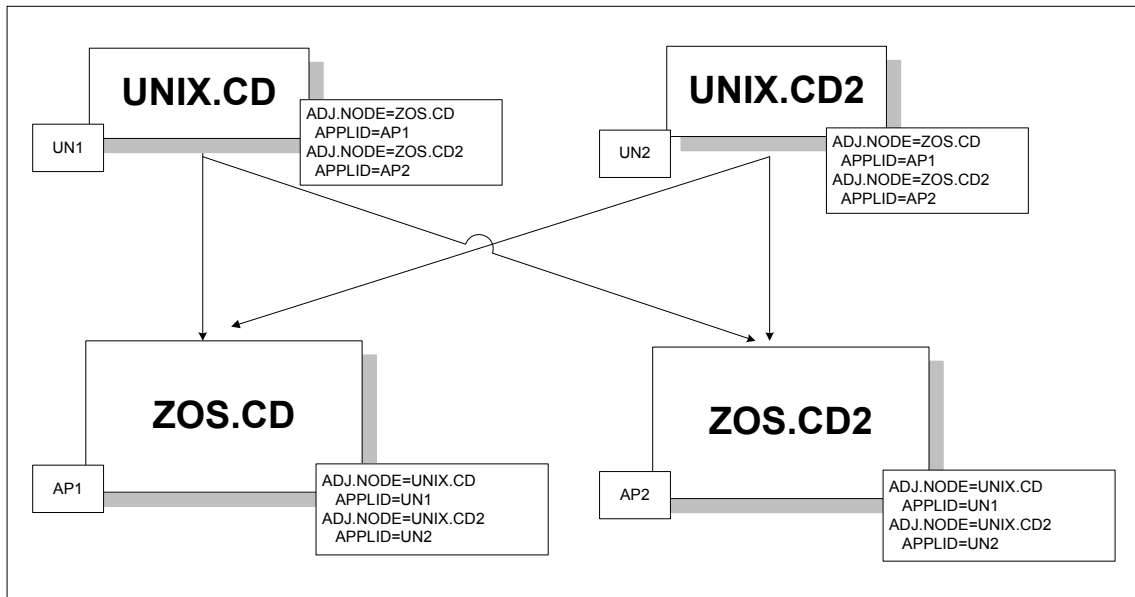 UNIX.CD
UN1
ADJ.NODE=ZOS.CD
APPLID=AP1
ADJ.NODE=ZOS.CD2
APPLID=AP2
UNIX.CD2
UN2
ADJ.NODE=ZOS.CD
APPLID=AP1
ADJ.NODE=ZOS.CD2
APPLID=AP2
ZOS.CD
AP1
ADJ.NODE=UNIX.CD
APPLID=UN1
ADJ.NODE=UNIX.CD2
APPLID=UN2
ZOS.CD2
AP2
ADJ.NODE=UNIX.CD
APPLID=UN1
ADJ.NODE=UNIX.CD2
APPLID=UN2